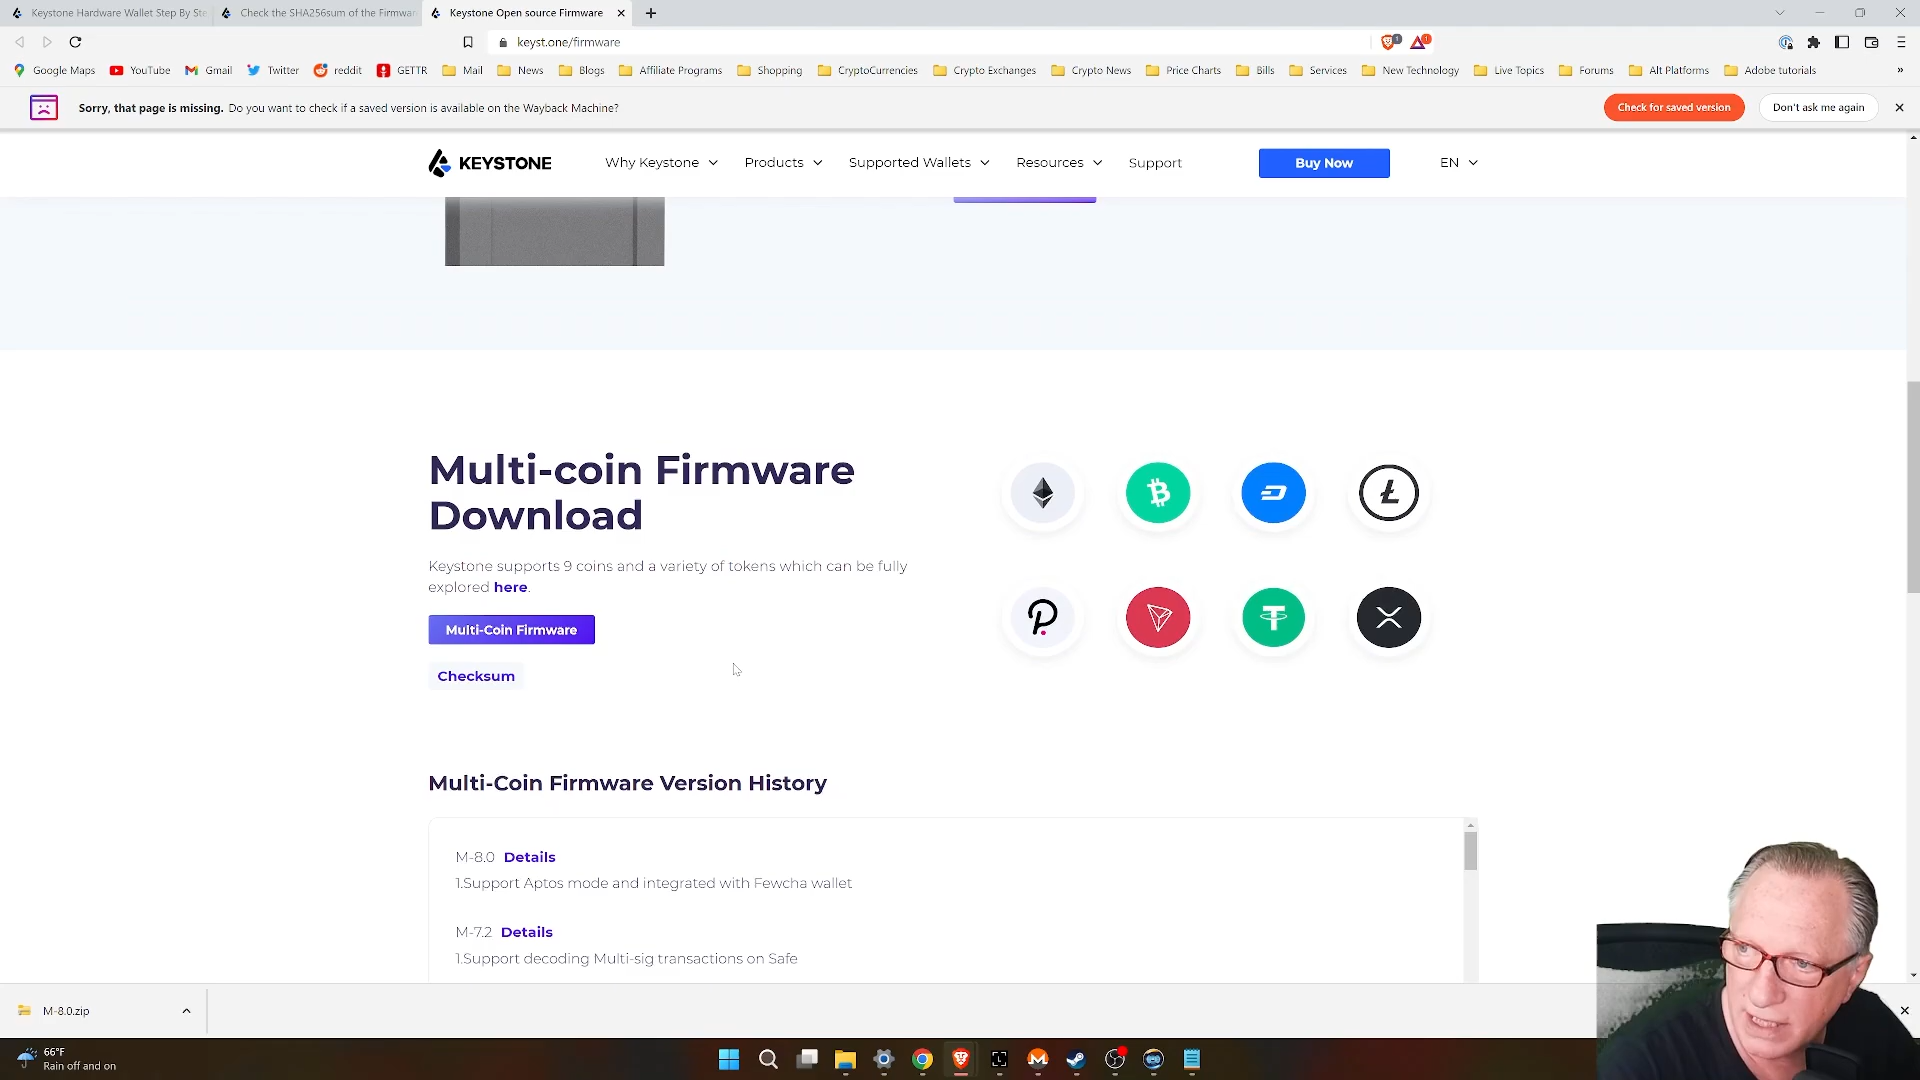 Keystone Hardware Wallet Step By Ste
Check the SHA256sum of the Firmwar
Keystone Open source Firmware
keyst.one/firmware
Google Maps
YouTube
Gmail
Twitter
reddit
GETTR
Mail
News
Blogs
Affiliate Programs
Shopping
CryptoCurrencies
Crypto Exchanges
Crypto News
Price Charts
Bills
Services
New Technology
Live Topics
Forums
Alt Platforms
Adobe tutorials
Sorry, that page is missing. Do you want to check if a saved version is available on the Wayback Machine?
Check for saved version
Don't ask me again
KEYSTONE
Why Keystone
Products
Supported Wallets
Resources
Support
Buy Now
EN
Multi-coin Firmware
Download
Keystone supports 9 coins and a variety of tokens which can be fully
explored here.
Multi-Coin Firmware
Checksum
Multi-Coin Firmware Version History
M-8.0 Details
1.Support Aptos mode and integrated with Fewcha wallet
M-7.2 Details
1.Support decoding Multi-sig transactions on Safe
M-8.0.zip
66°F
Rain off and on